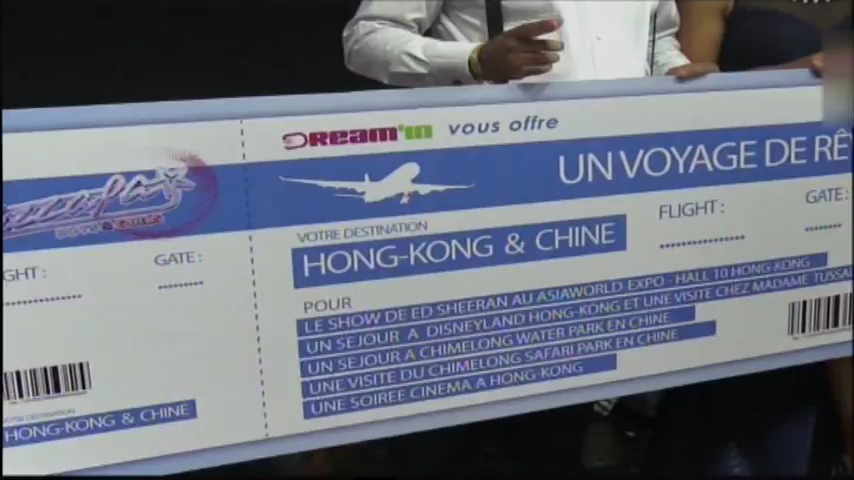 DREAM'IN vous offre
UN VOYAGE DE RÊ
VOTRE DESTINATION
HONG-KONG & CHINE
FLIGHT :
GATE :
POUR
LE SHOW DE ED SHEERAN AU ASIAWORLD EXPO - HALL 10 HONG-KONG
UN SEJOUR A DISNEYLAND HONG-KONG ET UNE VISITE CHEZ MADAME TUSSA
UN SEJOUR A CHIMELONG WATER PARK EN CHINE
UNE VISITE DU CHIMELONG SAFARI PARK EN CHINE
UNE SOIREE CINEMA A HONG-KONG
GHT :
GATE :
VOTRE DESTINATION
HONG-KONG & CHINE